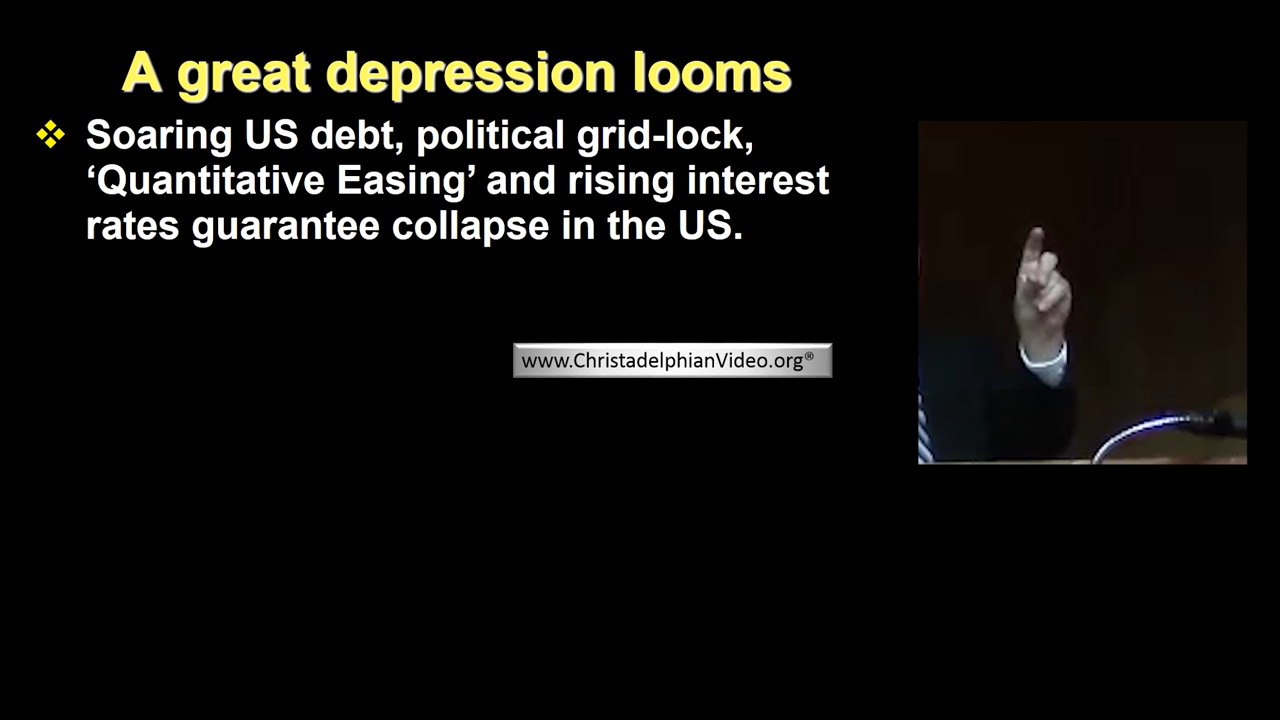 A great depression looms
Soaring US debt, political grid-lock,
‘Quantitative Easing’ and rising interest
rates guarantee collapse in the US.
www.ChristadelphianVideo.org®